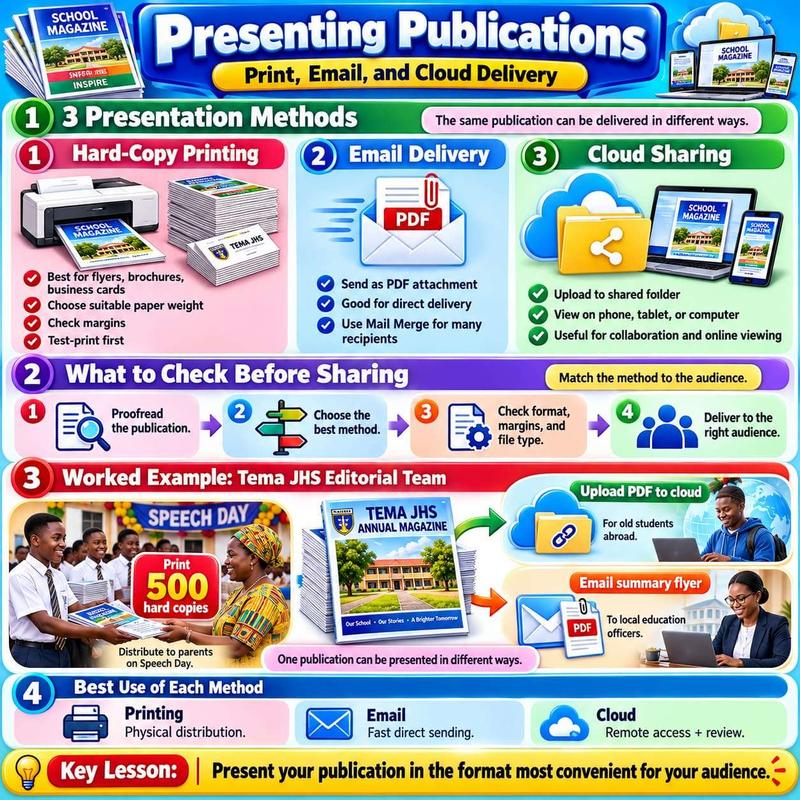 SCHOOL
MAGAZINE
INSPIRE
Presenting Publications
Print, Email, and Cloud Delivery
SCHOOL
MAGAZINE
1 3 Presentation Methods
The same publication can be delivered in different ways.
1 Hard-Copy Printing
SCHOOL
MAGAZINE
TEMA JHS
Best for flyers, brochures,
business cards
Choose suitable paper weight
Check margins
Test-print first
2 Email Delivery
PDF
Send as PDF attachment
Good for direct delivery
Use Mail Merge for many
recipients
3 Cloud Sharing
SCHOOL
MAGAZINE
SCHOOL
MAGAZINE
Upload to shared folder
View on phone, tablet, or computer
Useful for collaboration and online viewing
2 What to Check Before Sharing
Match the method to the audience.
1 Proofread
the publication.
2 Choose the
best method.
3 Check format,
margins, and
file type.
4 Deliver to the
right audience.
3 Worked Example: Tema JHS Editorial Team
SPEECH DAY
Print
500
hard copies
Distribute to parents
on Speech Day.
TEMA JHS
ANNUAL MAGAZINE
Our School • Our Stories • A Brighter Tomorrow
One publication can be presented in different ways.
Upload PDF to cloud
For old students
abroad.
Email summary flyer
PDF
To local education
officers.
4 Best Use of Each Method
Printing
Physical distribution.
Email
Fast direct sending.
Cloud
Remote access + review.
Key Lesson:
Present your publication in the format most convenient for your audience.